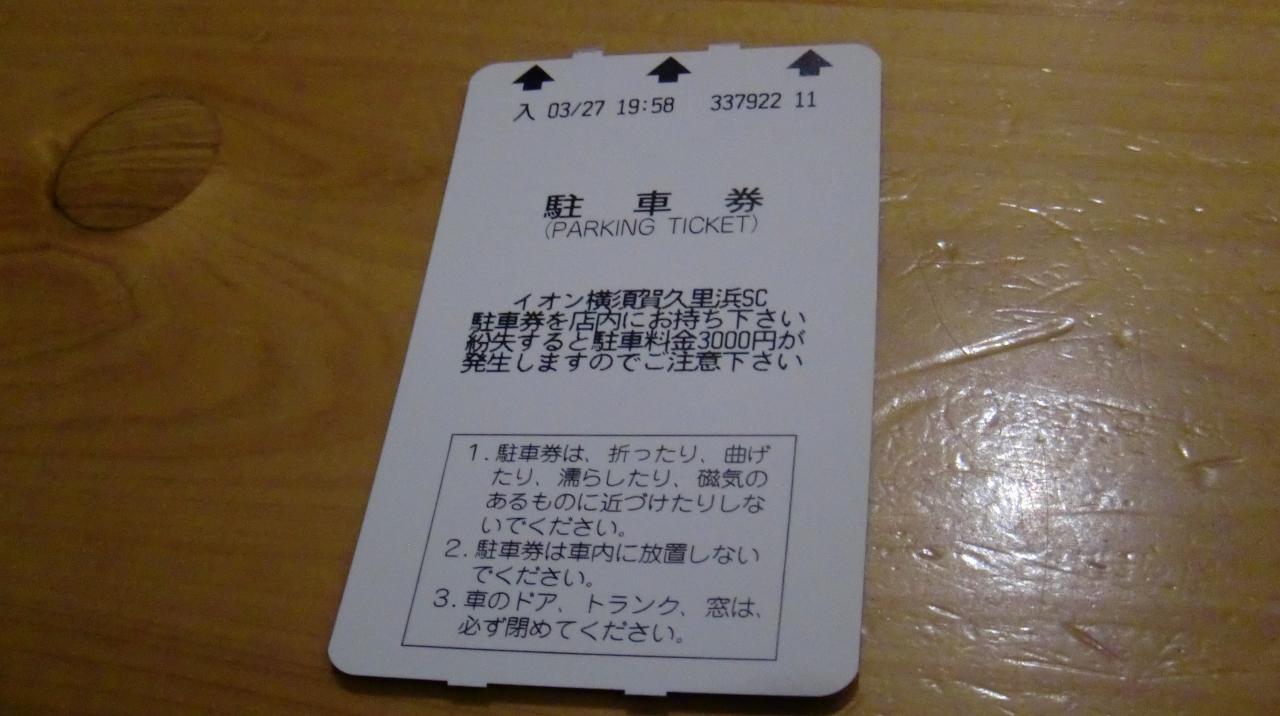 入 03/27 19:58 337922 11
駐車券
(PARKING TICKET)
イオン横須賀久里浜SC
駐車券を店内にお持ち下さい
紛失すると駐車料金3000円が
発生しますのでご注意下さい
1. 駐車券は、折ったり、曲げ
たり、濡らしたり、磁気の
あるものに近づけたりしな
いでください。
2. 駐車券は車内に放置しない
でください。
3. 車のドア、トランク、窓は、
必ず閉めてください。